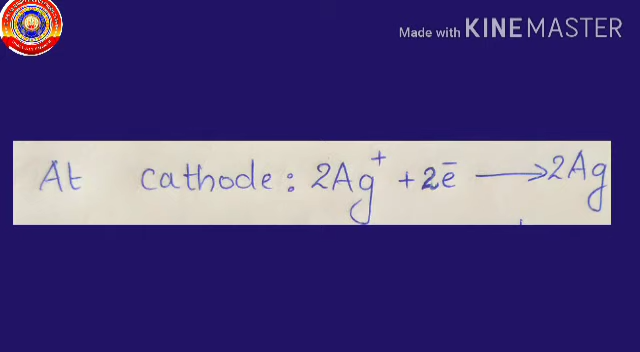 Made with KINEMASTER
At cathode: 2Ag⁺ + 2e⁻ ⟶ 2Ag